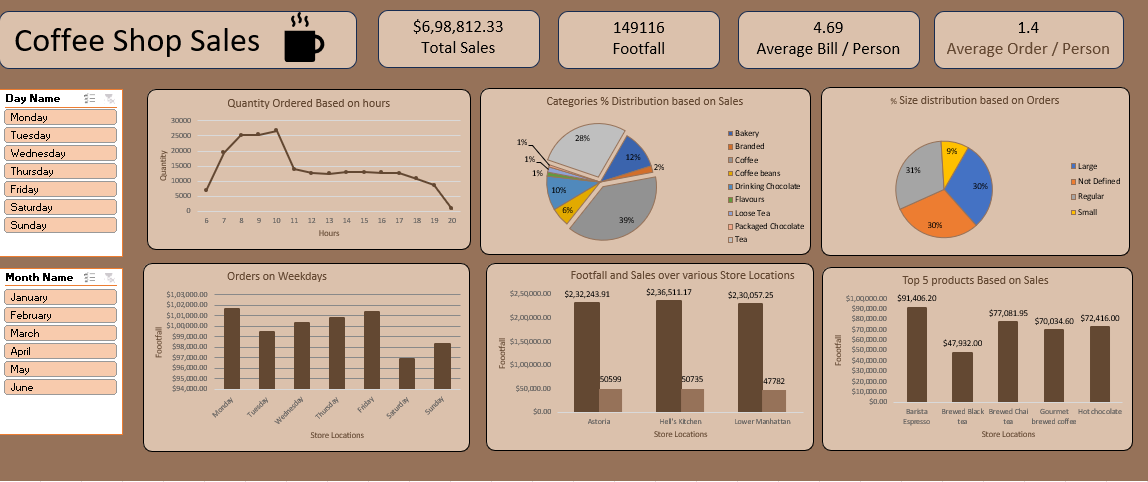 Coffee Shop Sales
$6,98,812.33
Total Sales
149116
Footfall
4.69
Average Bill / Person
1.4
Average Order / Person
Day Name
Monday
Tuesday
Wednesday
Thursday
Friday
Saturday
Sunday
Month Name
January
February
March
April
May
June
Quantity Ordered Based on hours
30000
25000
20000
15000
10000
5000
0
Quantity
6 7 8 9 10 11 12 13 14 15 16 17 18 19 20
Hours
Categories % Distribution based on Sales
28%
12%
2%
39%
6%
10%
1%
1%
1%
Bakery
Branded
Coffee
Coffee beans
Drinking Chocolate
Flavours
Loose Tea
Packaged Chocolate
Tea
% Size distribution based on Orders
9%
30%
30%
31%
Large
Not Defined
Regular
Small
Orders on Weekdays
$1,03,000.00
$1,02,000.00
$1,01,000.00
$1,00,000.00
$99,000.00
$98,000.00
$97,000.00
$96,000.00
$95,000.00
$94,000.00
Foootfall
Monday Tuesday Wednesday Thursday Friday Saturday Sunday
Store Locations
Footfall and Sales over various Store Locations
$2,50,000.00
$2,00,000.00
$1,50,000.00
$1,00,000.00
$50,000.00
$0.00
Foootfall
$2,32,243.91 $2,36,511.17 $2,30,057.25
50599 50735 47782
Astoria Hell's Kitchen Lower Manhattan
Store Locations
Top 5 products Based on Sales
$1,00,000.00
$90,000.00
$80,000.00
$70,000.00
$60,000.00
$50,000.00
$40,000.00
$30,000.00
$20,000.00
$10,000.00
$0.00
Foootfall
$91,406.20 $47,932.00 $77,081.95 $70,034.60 $72,416.00
Barista Brewed Black Brewed Chai Gourmet Hot chocolate
Espresso tea tea brewed coffee
Store Locations